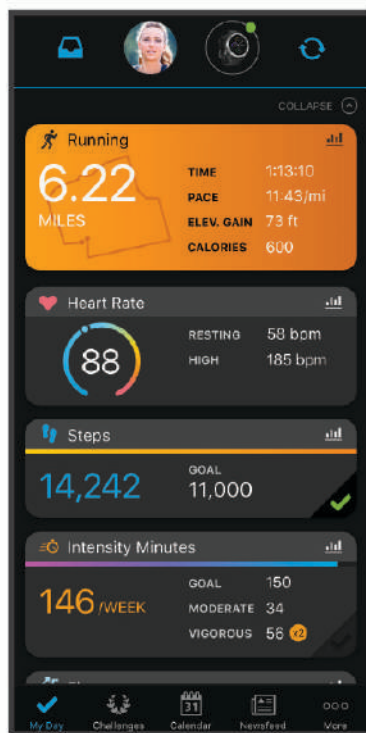 COLLAPSE
Running
6.22
MILES
TIME 1:13:10
PACE 11:43/mi
ELEV. GAIN 73 ft
CALORIES 600
Heart Rate
88
RESTING 58 bpm
HIGH 185 bpm
Steps
14,242
GOAL
11,000
Intensity Minutes
146 /WEEK
GOAL 150
MODERATE 34
VIGOROUS 56 x2
31
My Day Challenges Calendar Newsfeed More